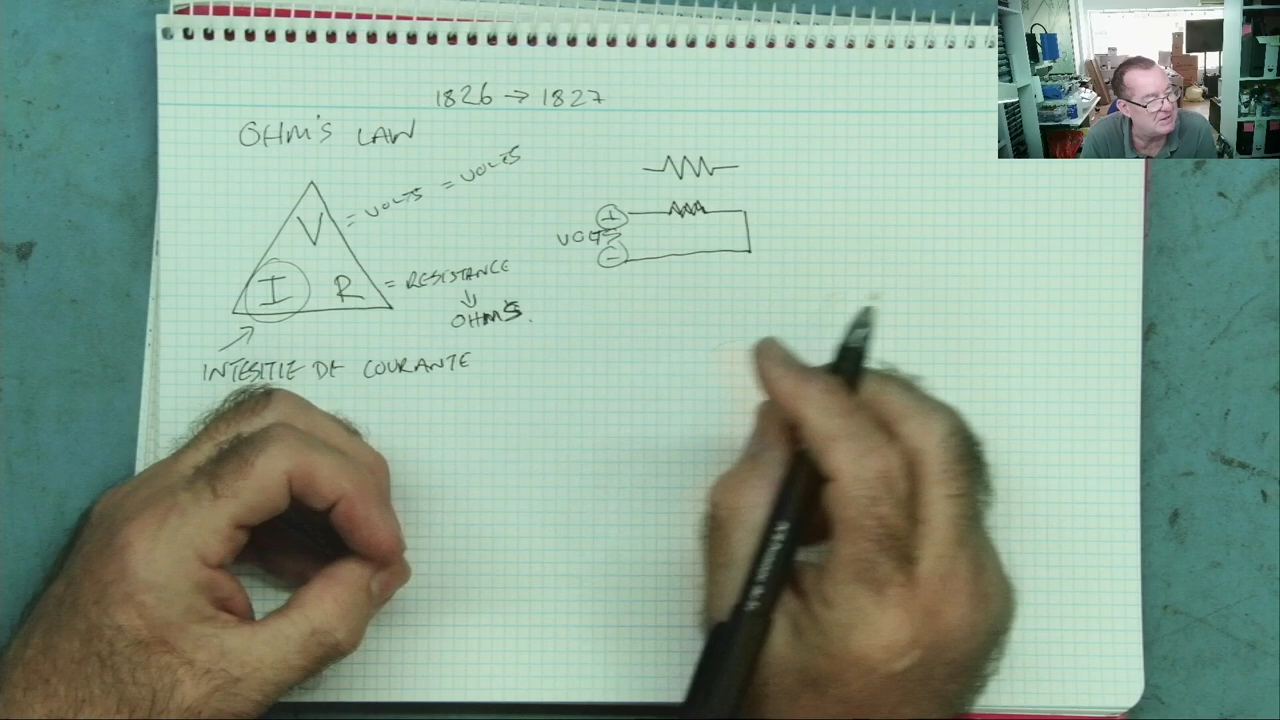 1826 → 1827
OHM'S LAW
V = VOLTS = VOLTS
I R = RESISTANCE
↓
OHMS.
INTESITIE DE COURANTE
+
VOLTS
-